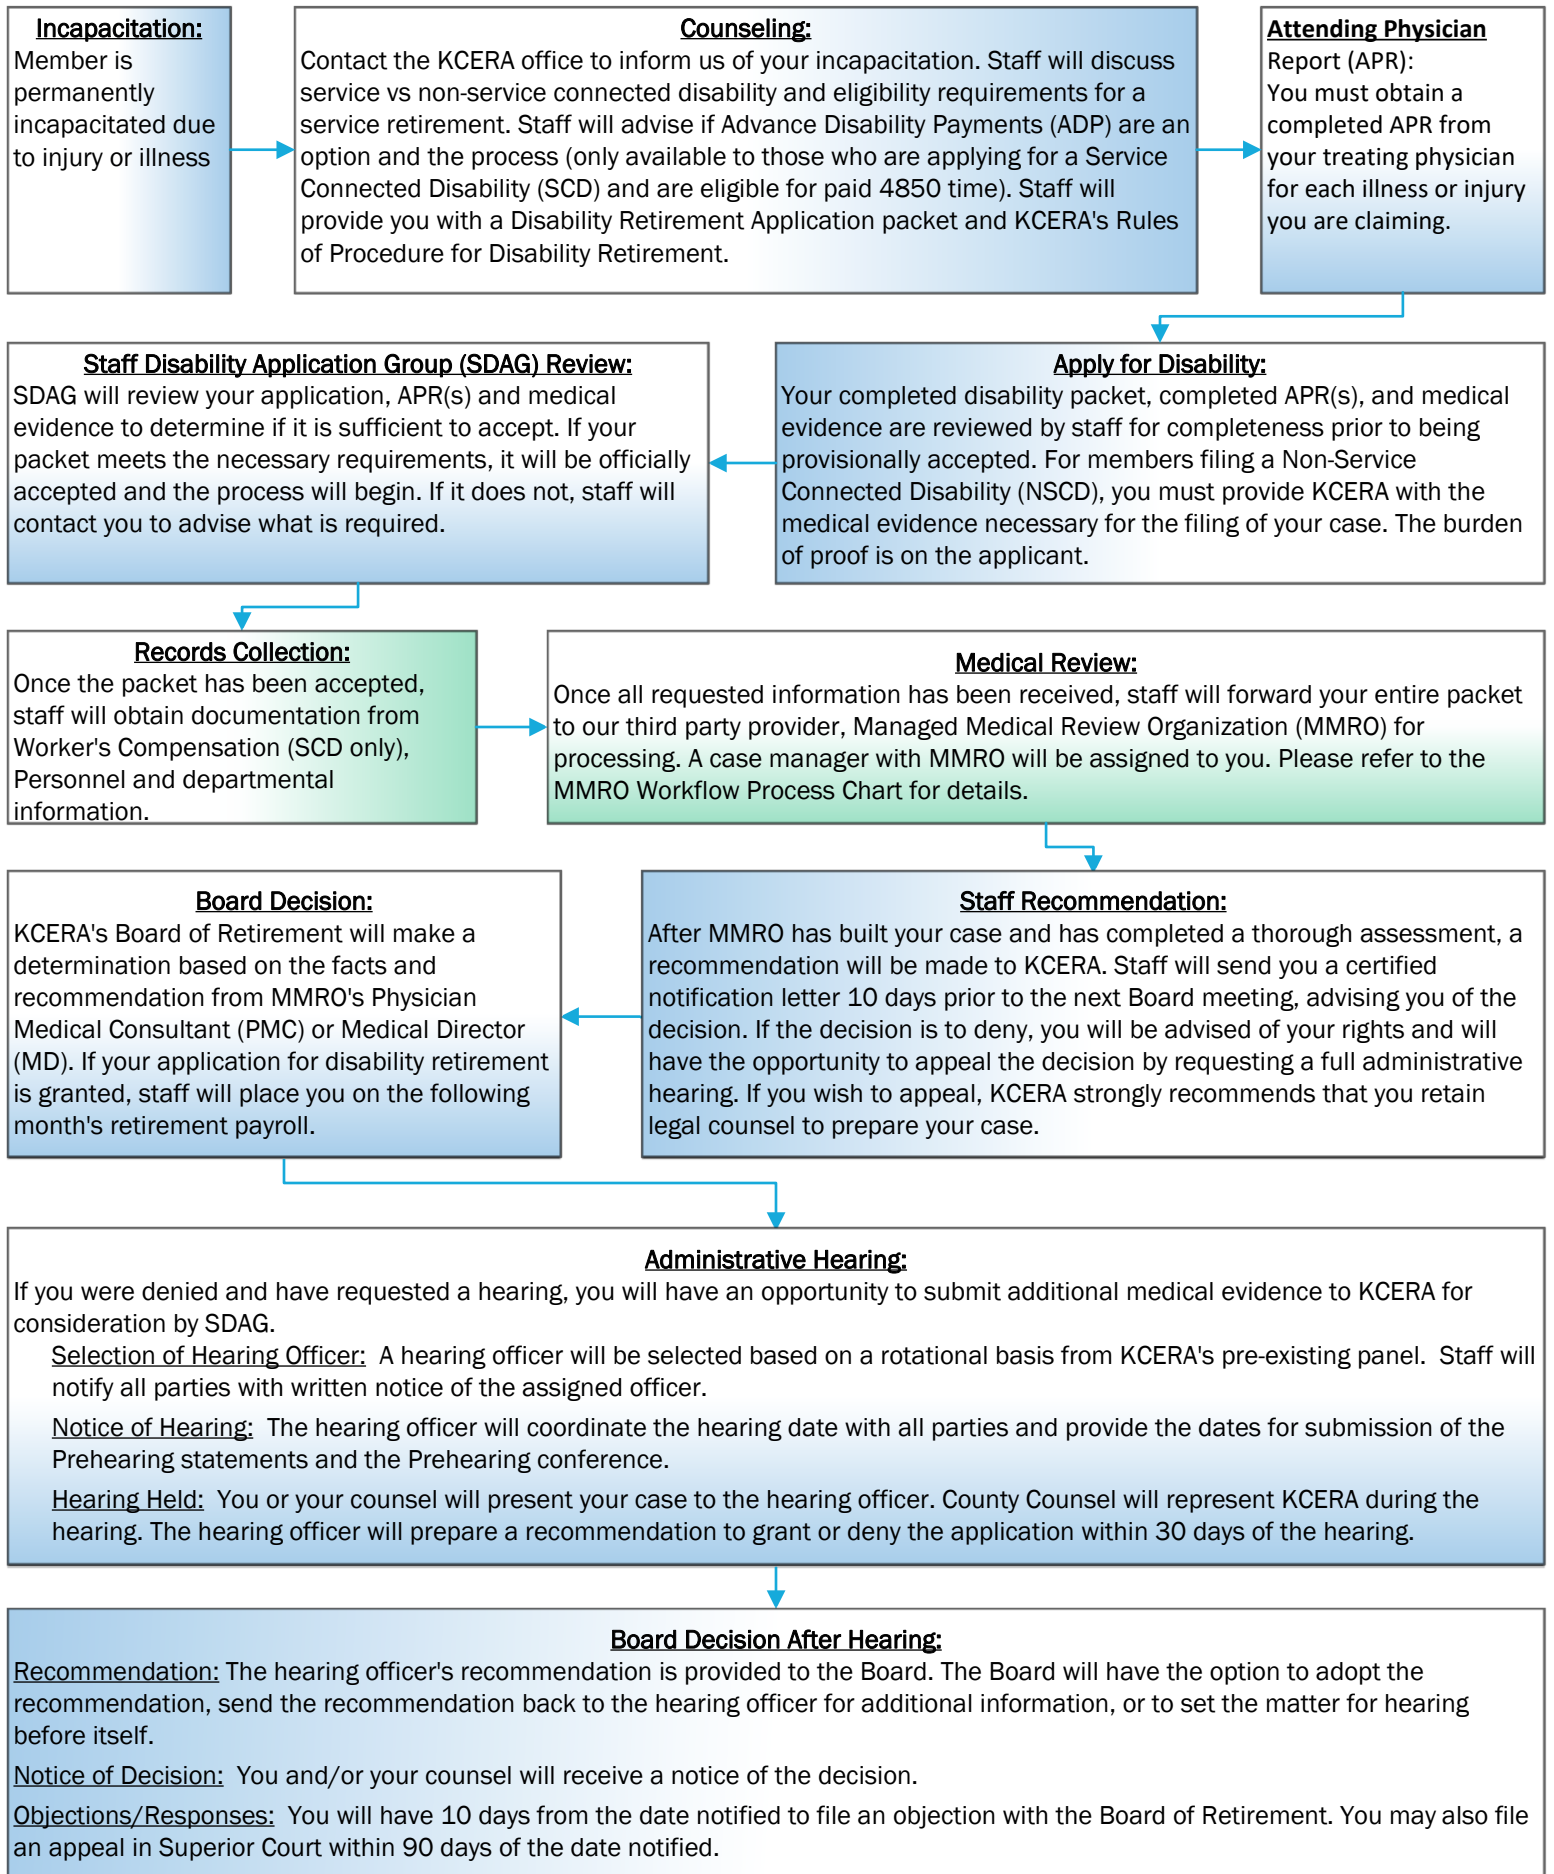 Incapacitation:
Member is
permanently
incapacitated due
to injury or illness
Counseling:
Contact the KCERA office to inform us of your incapacitation. Staff will discuss
service vs non-service connected disability and eligibility requirements for a
service retirement. Staff will advise if Advance Disability Payments (ADP) are an
option and the process (only available to those who are applying for a Service
Connected Disability (SCD) and are eligible for paid 4850 time). Staff will
provide you with a Disability Retirement Application packet and KCERA's Rules
of Procedure for Disability Retirement.
Attending Physician
Report (APR):
You must obtain a
completed APR from
your treating physician
for each illness or injury
you are claiming.
Apply for Disability:
Your completed disability packet, completed APR(s), and medical
evidence are reviewed by staff for completeness prior to being
provisionally accepted. For members filing a Non-Service
Connected Disability (NSCD), you must provide KCERA with the
medical evidence necessary for the filing of your case. The burden
of proof is on the applicant.
Staff Disability Application Group (SDAG) Review:
SDAG will review your application, APR(s) and medical
evidence to determine if it is sufficient to accept. If your
packet meets the necessary requirements, it will be officially
accepted and the process will begin. If it does not, staff will
contact you to advise what is required.
Records Collection:
Once the packet has been accepted,
staff will obtain documentation from
Worker's Compensation (SCD only),
Personnel and departmental
information.
Medical Review:
Once all requested information has been received, staff will forward your entire packet
to our third party provider, Managed Medical Review Organization (MMRO) for
processing. A case manager with MMRO will be assigned to you. Please refer to the
MMRO Workflow Process Chart for details.
Staff Recommendation:
After MMRO has built your case and has completed a thorough assessment, a
recommendation will be made to KCERA. Staff will send you a certified
notification letter 10 days prior to the next Board meeting, advising you of the
decision. If the decision is to deny, you will be advised of your rights and will
have the opportunity to appeal the decision by requesting a full administrative
hearing. If you wish to appeal, KCERA strongly recommends that you retain
legal counsel to prepare your case.
Board Decision:
KCERA's Board of Retirement will make a
determination based on the facts and
recommendation from MMRO's Physician
Medical Consultant (PMC) or Medical Director
(MD). If your application for disability retirement
is granted, staff will place you on the following
month's retirement payroll.
Administrative Hearing:
If you were denied and have requested a hearing, you will have an opportunity to submit additional medical evidence to KCERA for
consideration by SDAG.
Selection of Hearing Officer: A hearing officer will be selected based on a rotational basis from KCERA's pre-existing panel. Staff will
notify all parties with written notice of the assigned officer.
Notice of Hearing: The hearing officer will coordinate the hearing date with all parties and provide the dates for submission of the
Prehearing statements and the Prehearing conference.
Hearing Held: You or your counsel will present your case to the hearing officer. County Counsel will represent KCERA during the
hearing. The hearing officer will prepare a recommendation to grant or deny the application within 30 days of the hearing.
Board Decision After Hearing:
Recommendation: The hearing officer's recommendation is provided to the Board. The Board will have the option to adopt the
recommendation, send the recommendation back to the hearing officer for additional information, or to set the matter for hearing
before itself.
Notice of Decision: You and/or your counsel will receive a notice of the decision.
Objections/Responses: You will have 10 days from the date notified to file an objection with the Board of Retirement. You may also file
an appeal in Superior Court within 90 days of the date notified.